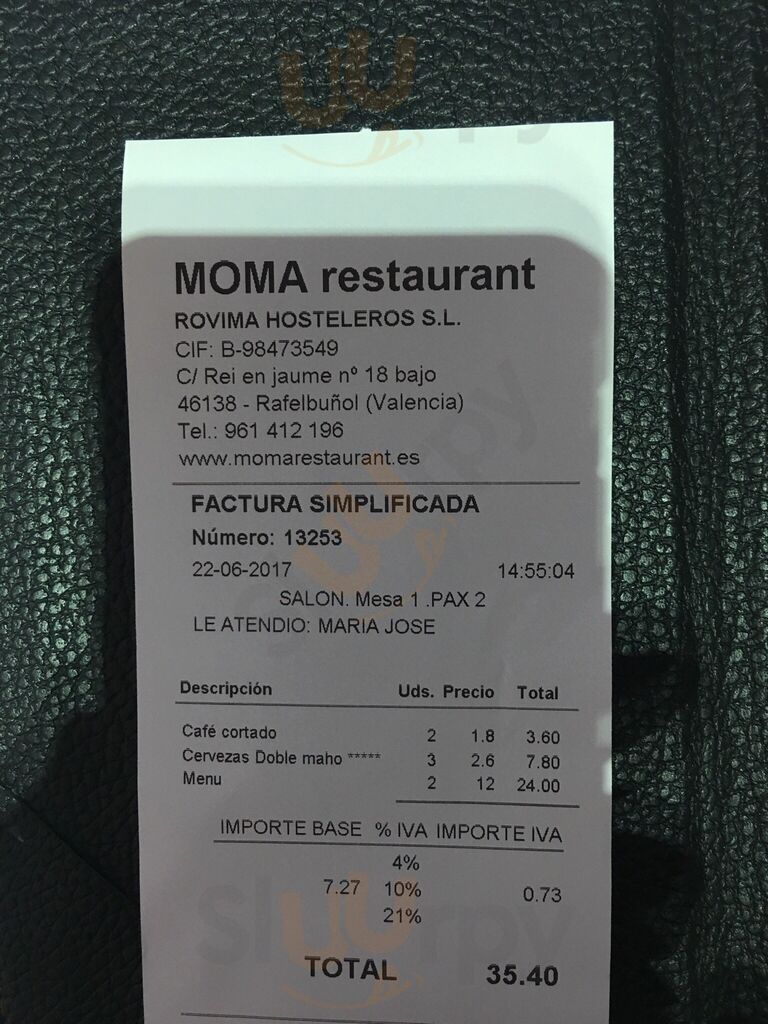 MOMA restaurant
ROVIMA HOSTELEROS S.L.
CIF: B-98473549
C/ Rei en jaume nº 18 bajo
46138 - Rafelbuñol (Valencia)
Tel.: 961 412 196
www.momarestaurant.es
FACTURA SIMPLIFICADA
Número: 13253
22-06-2017 14:55:04
SALON. Mesa 1 .PAX 2
LE ATENDIO: MARIA JOSE
Descripción Uds. Precio Total
Café cortado 2 1.8 3.60
Cervezas Doble maho ***** 3 2.6 7.80
Menu 2 12 24.00
IMPORTE BASE % IVA IMPORTE IVA
4%
7.27 10% 0.73
21%
TOTAL 35.40
Sluurpy